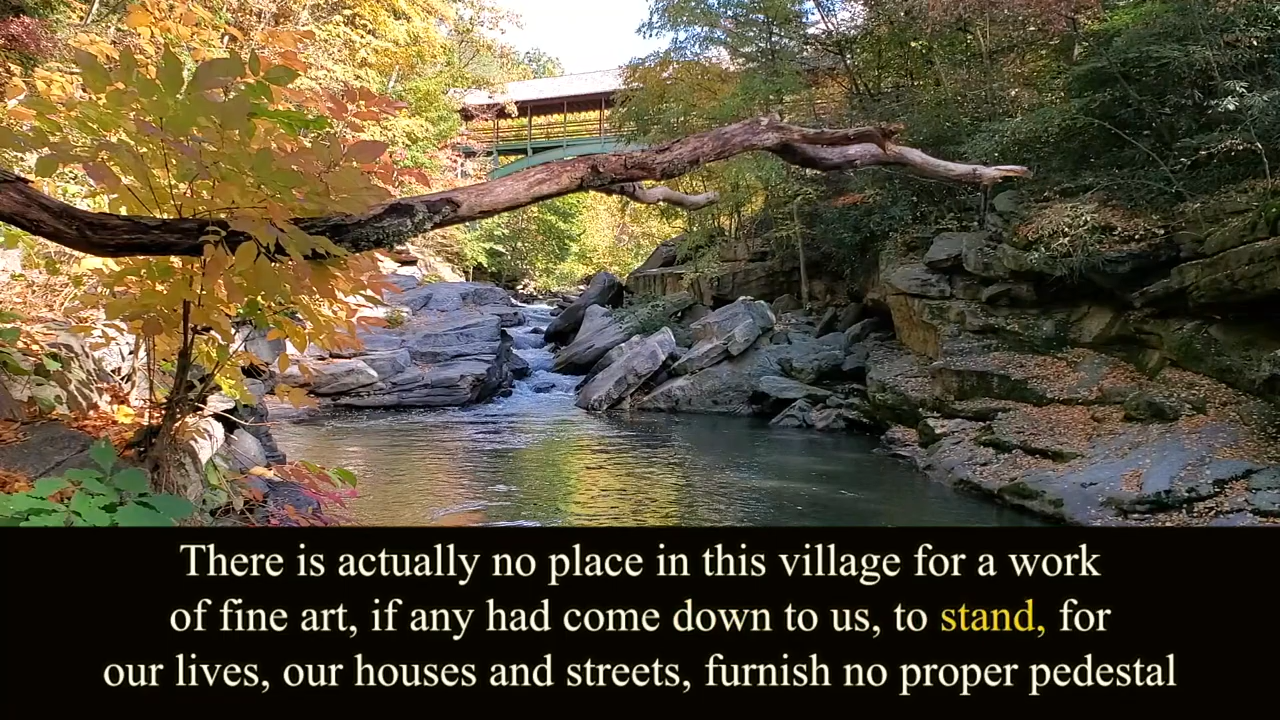 There is actually no place in this village for a work
of fine art, if any had come down to us, to stand, for
our lives, our houses and streets, furnish no proper pedestal